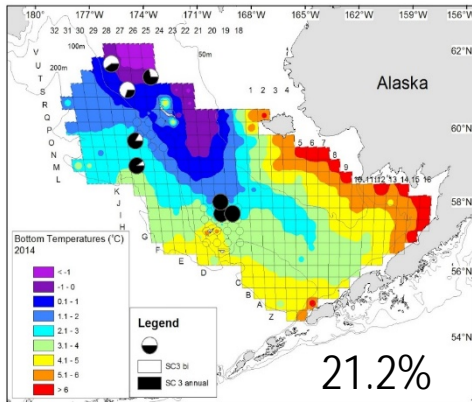 180°W 177°W 174°W 171°W 168°W 165°W 162°W 159°W 156°W
32 31 30 29 28 27 26 25 24 23 22 21 20 19 18
V
U
T
S
R
Q
P
O
N
M
L
K
J
I
H
G
F
E
D
C
B
A
Z
100m
50m
200m
1 2 3 4
5 6 7
8
9
10 11 12 13 14 15 16
Alaska
62°N
60°N
58°N
56°N
54°N
Bottom Temperatures (°C)
2014
< -1
-1 - 0
0.1 - 1
1.1 - 2
2.1 - 3
3.1 - 4
4.1 - 5
5.1 - 6
> 6
Legend
SC3 bi
SC 3 annual
21.2%